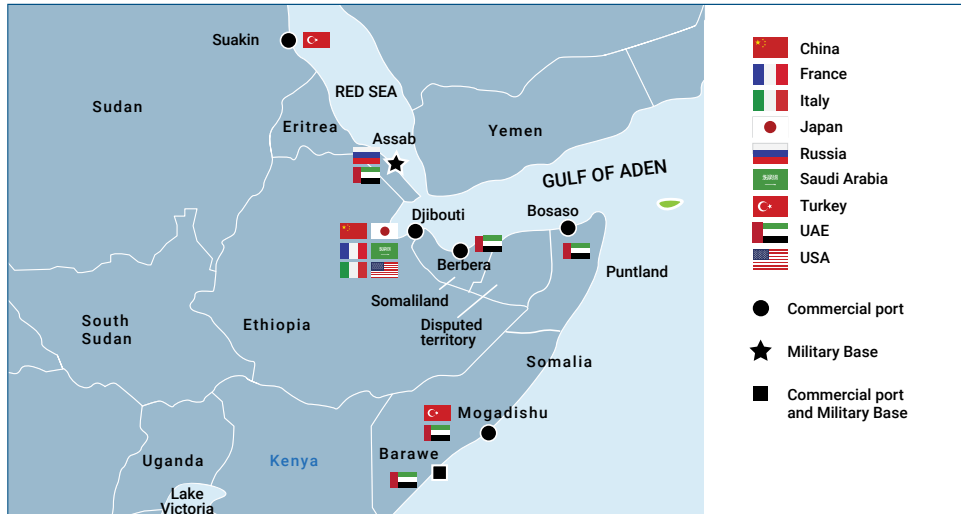 Suakin
RED SEA
Sudan
Eritrea
Assab
Yemen
GULF OF ADEN
Djibouti
Bosaso
Berbera
Puntland
Somaliland
South
Sudan
Ethiopia
Disputed
territory
Somalia
Mogadishu
Barawe
Uganda
Kenya
Lake
Victoria
China
France
Italy
Japan
Russia
Saudi Arabia
Turkey
UAE
USA
Commercial port
Military Base
Commercial port
and Military Base